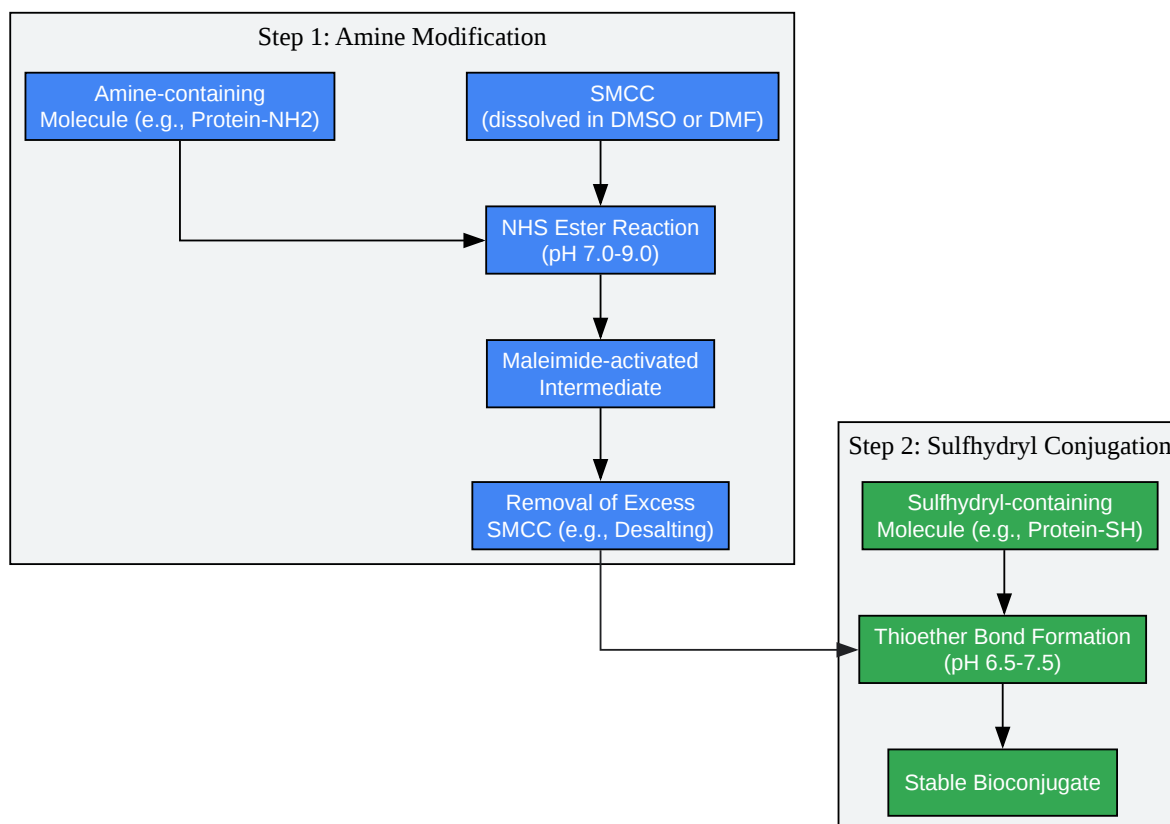 Step 1: Amine Modification
Amine-containing
Molecule (e.g., Protein-NH2)
SMCC
(dissolved in DMSO or DMF)
NHS Ester Reaction
(pH 7.0-9.0)
Maleimide-activated
Intermediate
Removal of Excess
SMCC (e.g., Desalting)
Step 2: Sulfhydryl Conjugation
Sulfhydryl-containing
Molecule (e.g., Protein-SH)
Thioether Bond Formation
(pH 6.5-7.5)
Stable Bioconjugate